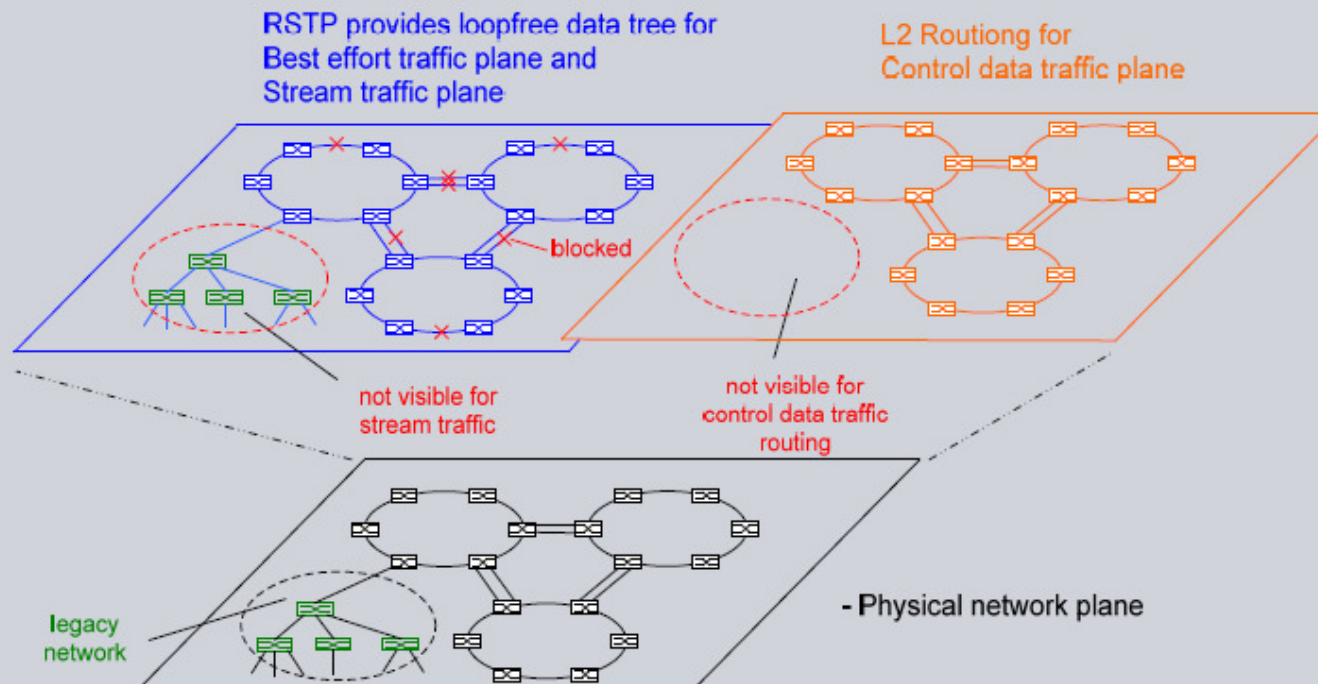 RSTP provides loopfree data tree for
Best effort traffic plane and
Stream traffic plane
L2 Routiong for
Control data traffic plane
blocked
not visible for
stream traffic
not visible for
control data traffic
routing
legacy
network
- Physical network plane